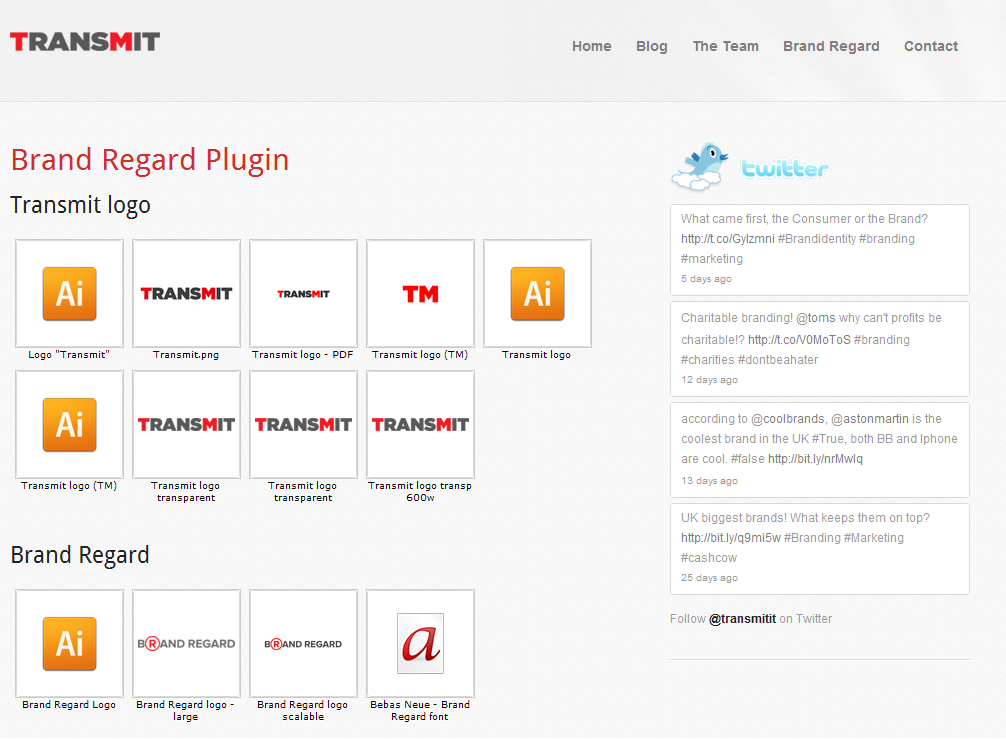 TRANSMIT
Home Blog The Team Brand Regard Contact
Brand Regard Plugin
Transmit logo
Ai
TRANSMIT
TRANSMIT
TM
Ai
Logo "Transmit"
Transmit.png
Transmit logo - PDF
Transmit logo (TM)
Transmit logo
Ai
TRANSMIT
TRANSMIT
TRANSMIT
Transmit logo (TM)
Transmit logo
transparent
Transmit logo
transparent
Transmit logo transp
600w
Brand Regard
Ai
BRAND REGARD
BRAND REGARD
a
Brand Regard Logo
Brand Regard logo -
large
Brand Regard logo
scalable
Bebas Neue - Brand
Regard font
twitter
What came first, the Consumer or the Brand?
http://t.co/Gylzmni #Brandidentity #branding
#marketing
5 days ago
Charitable branding! @toms why can't profits be
charitable!? http://t.co/V0MoToS #branding
#charities #dontbeahater
12 days ago
according to @coolbrands, @astonmartin is the
coolest brand in the UK #True, both BB and Iphone
are cool. #false http://bit.ly/nrMwlq
13 days ago
UK biggest brands! What keeps them on top?
http://bit.ly/q9mi5w #Branding #Marketing
#cashcow
25 days ago
Follow @transmitit on Twitter